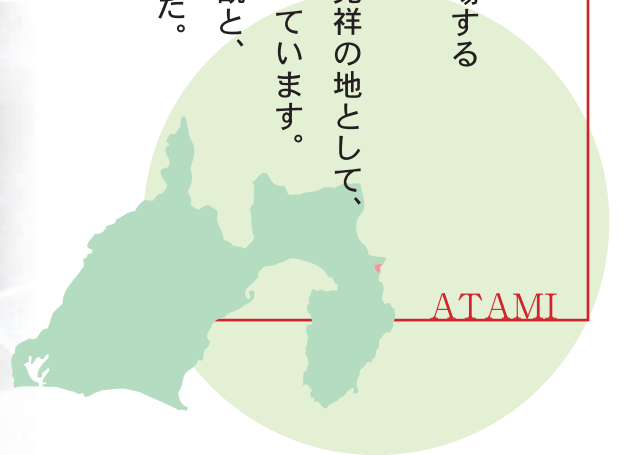 する
祥の地として、
ています。
と、
た。
ATAMI